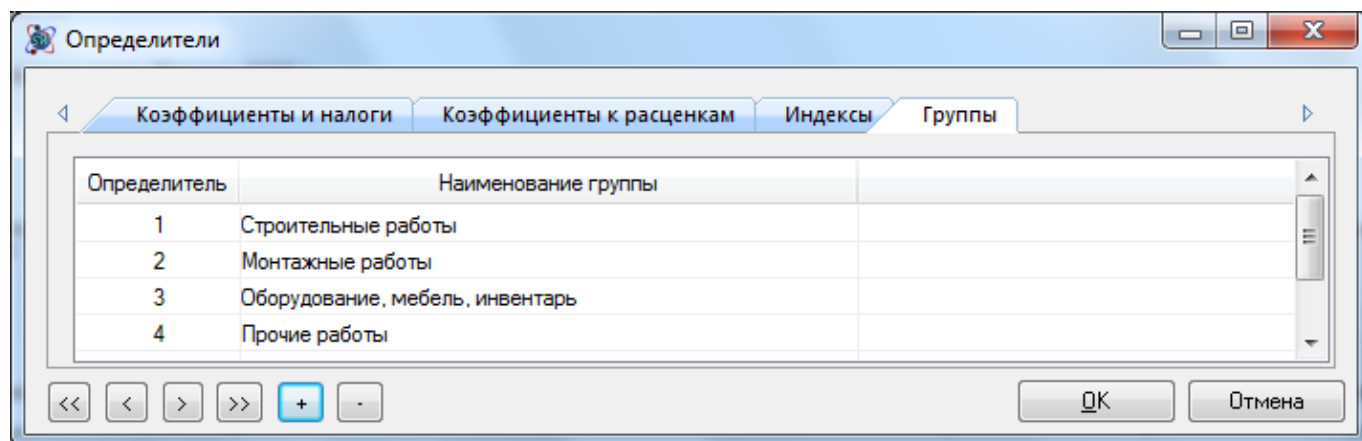 Определители
Коэффициенты и налоги Коэффициенты к расценкам Индексы Группы
Определитель Наименование группы
1 Строительные работы
2 Монтажные работы
3 Оборудование, мебель, инвентарь
4 Прочие работы
<< < > >> + - OK Отмена